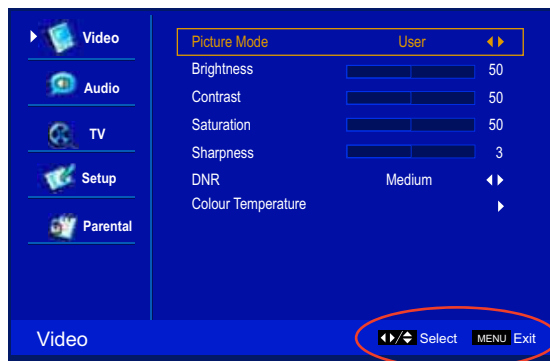 Video
Audio
TV
Setup
Parental
Picture Mode User
Brightness 50
Contrast 50
Saturation 50
Sharpness 3
DNR Medium
Colour Temperature
Video Select MENU Exit